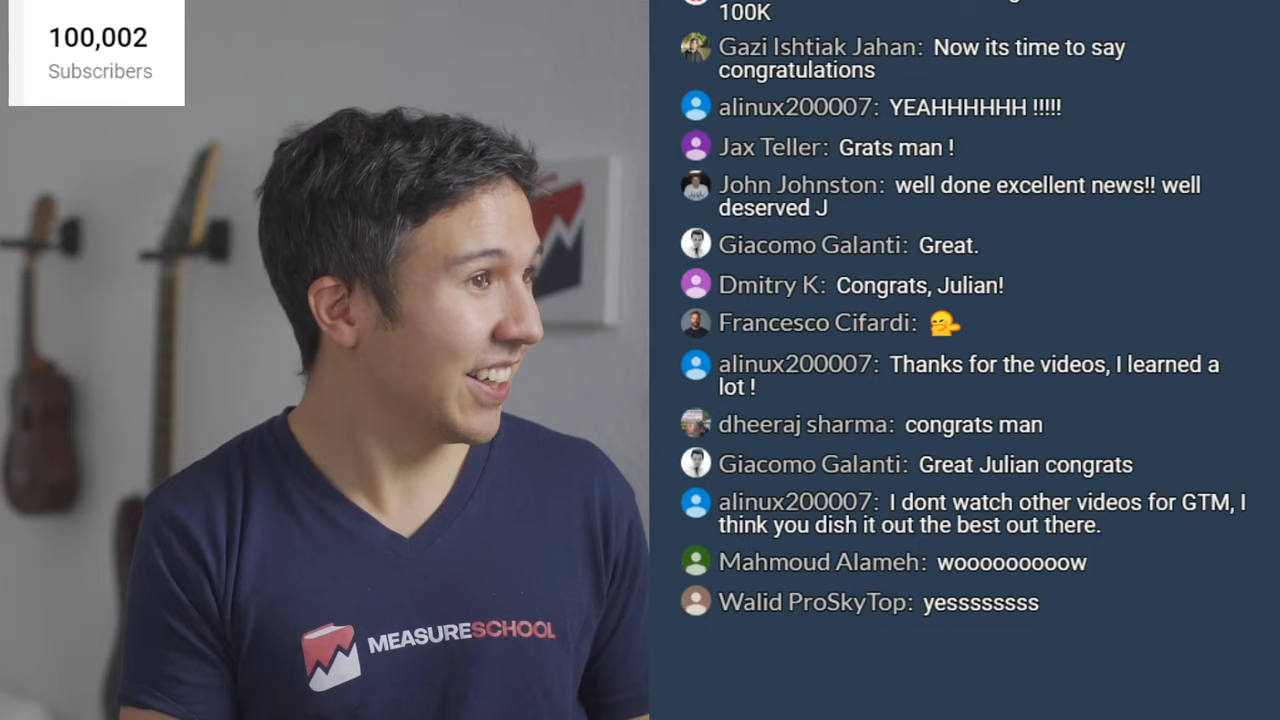 100,002
Subscribers
100K
Gazi Ishtiak Jahan: Now its time to say
congratulations
alinux200007: YEAHHHHHH !!!!!
Jax Teller: Grats man !
John Johnston: well done excellent news!! well
deserved J
Giacomo Galanti: Great.
Dmitry K: Congrats, Julian!
Francesco Cifardi:
alinux200007: Thanks for the videos, I learned a
lot !
dheeraj sharma: congrats man
Giacomo Galanti: Great Julian congrats
alinux200007: I dont watch other videos for GTM, I
think you dish it out the best out there.
Mahmoud Alameh: wooooooooow
Walid ProSkyTop: yessssssss
MEASURESCHOOL